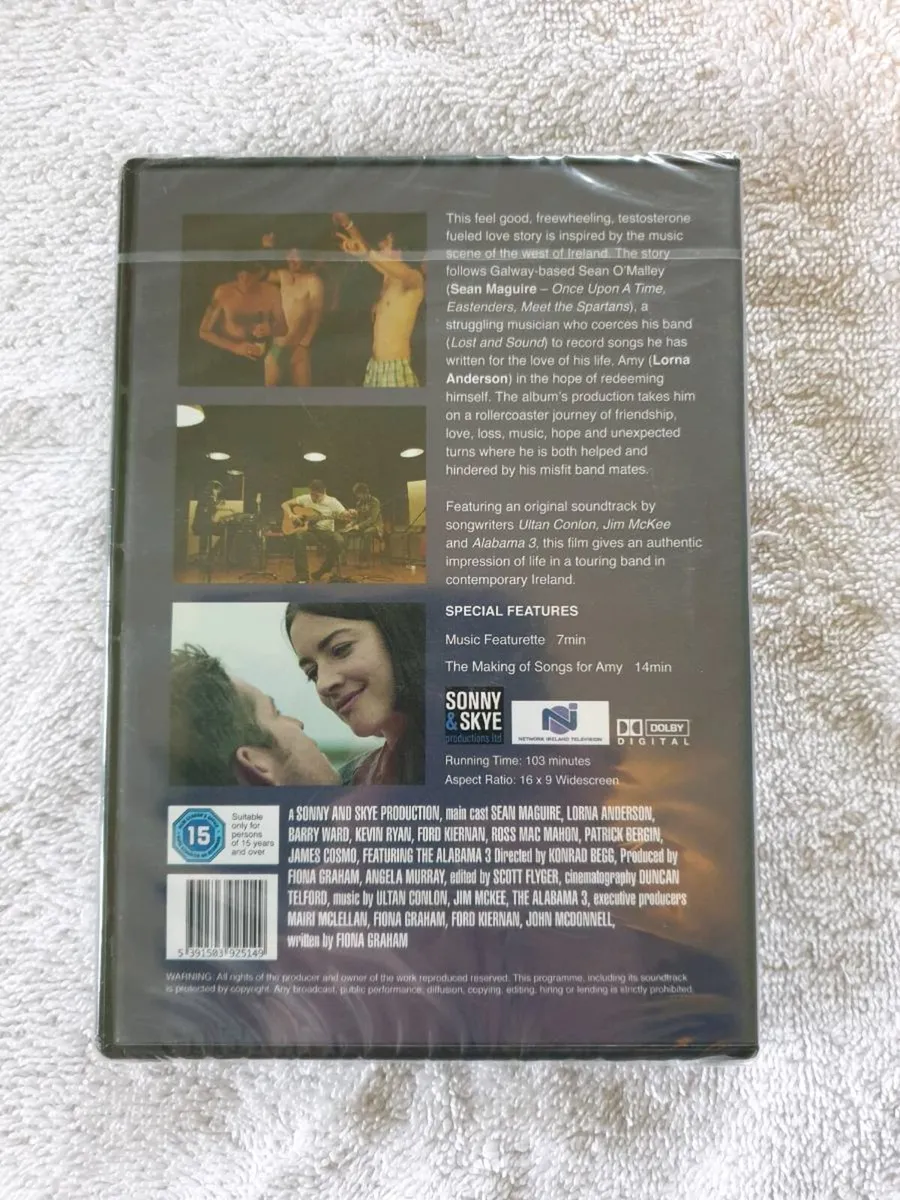 This feel good, freewheeling, testosterone
fueled love story is inspired by the music
scene of the west of Ireland. The story
follows Galway-based Sean O'Malley
(Sean Maguire – Once Upon A Time,
Eastenders, Meet the Spartans), a
struggling musician who coerces his band
(Lost and Sound) to record songs he has
written for the love of his life, Amy (Lorna
Anderson) in the hope of redeeming
himself. The album's production takes him
on a rollercoaster journey of friendship,
love, loss, music, hope and unexpected
turns where he is both helped and
hindered by his misfit band mates.
Featuring an original soundtrack by
songwriters Ultan Conlon, Jim McKee
and Alabama 3, this film gives an authentic
impression of life in a touring band in
contemporary Ireland.
SPECIAL FEATURES
Music Featurette 7min
The Making of Songs for Amy 14min
SONNY
& SKYE
productions ltd
NETWORK IRELAND TELEVISION
DOLBY
DIGITAL
Running Time: 103 minutes
Aspect Ratio: 16 x 9 Widescreen
15
Suitable
only for
persons
of 15 years
and over
A SONNY AND SKYE PRODUCTION, main cast SEAN MAGUIRE, LORNA ANDERSON,
BARRY WARD, KEVIN RYAN, FORD KIERNAN, ROSS MAC MAHON, PATRICK BERGIN,
JAMES COSMO, FEATURING THE ALABAMA 3 Directed by KONRAD BEGG, Produced by
FIONA GRAHAM, ANGELA MURRAY, edited by SCOTT FLYGER, cinematography DUNCAN
TELFORD, music by ULTAN CONLON, JIM MCKEE, THE ALABAMA 3, executive producers
MAIRI MCLELLAN, FIONA GRAHAM, FORD KIERNAN, JOHN MCDONNELL,
written by FIONA GRAHAM
5 391503 925149
WARNING: All rights of the producer and owner of the work reproduced reserved. This programme, including its soundtrack
is protected by copyright. Any broadcast, public performance, diffusion, copying, editing, hiring or lending is strictly prohibited.